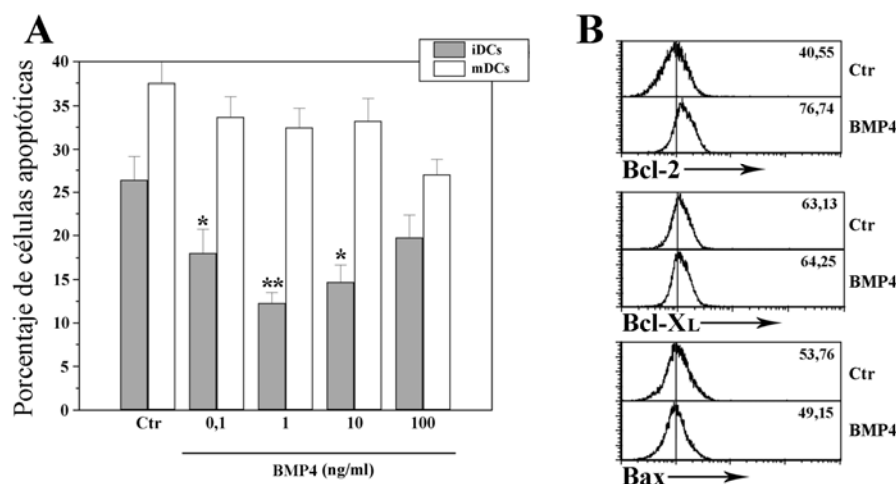 A
Porcentaje de células apoptóticas
40
35
30
25
20
15
10
5
0
iDCs
mDCs
*
**
*
Ctr 0,1 1 10 100
BMP4 (ng/ml)
B
40,55 Ctr
76,74 BMP4
Bcl-2
63,13 Ctr
64,25 BMP4
Bcl-XL
53,76 Ctr
49,15 BMP4
Bax